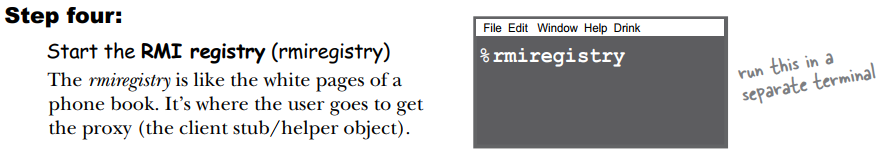 Step four:
Start the RMI registry (rmiregistry)
The rmiregistry is like the white pages of a
phone book. It’s where the user goes to get
the proxy (the client stub/helper object).
File Edit Window Help Drink
%rmiregistry
run this in a
separate terminal